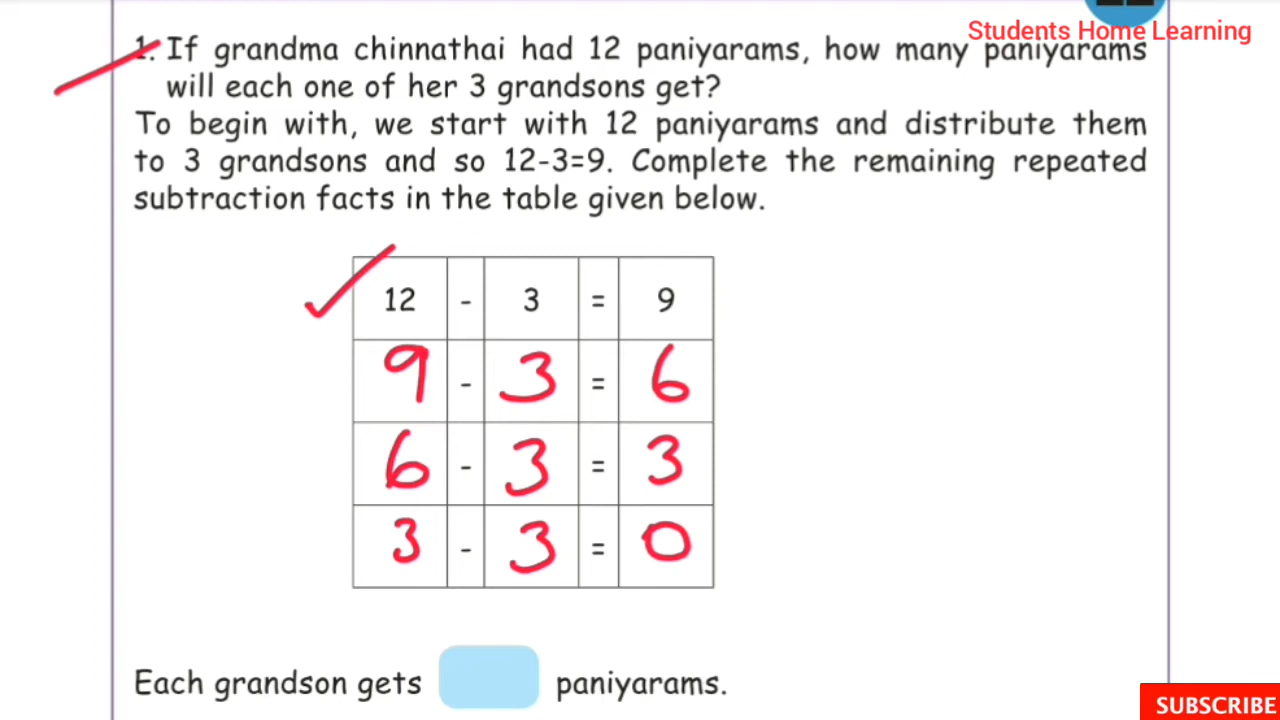 Students Home Learning
1. If grandma chinnathai had 12 paniyarams, how many paniyarams
will each one of her 3 grandsons get?
To begin with, we start with 12 paniyarams and distribute them
to 3 grandsons and so 12-3=9. Complete the remaining repeated
subtraction facts in the table given below.
12 - 3 = 9
9 - 3 = 6
6 - 3 = 3
3 - 3 = 0
Each grandson gets paniyarams.
SUBSCRIBE